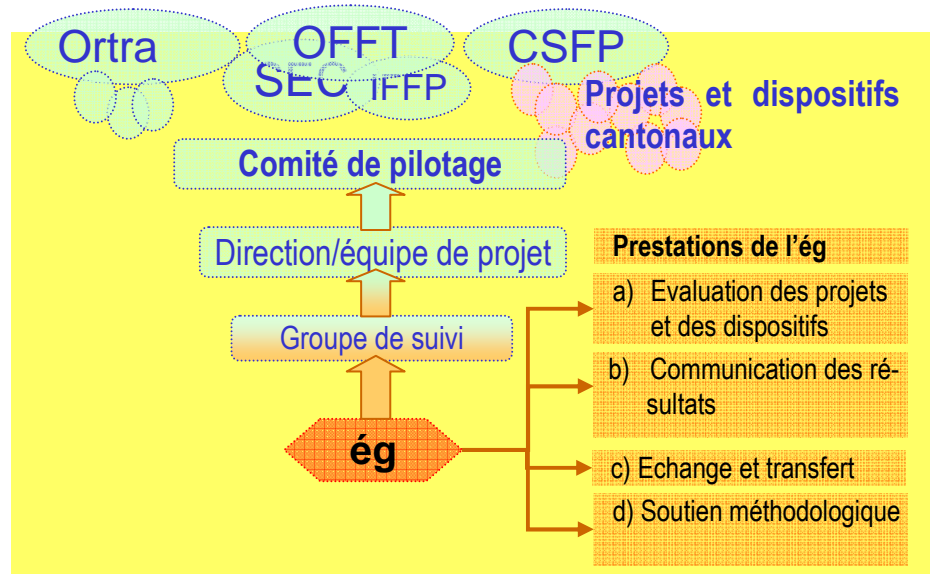 Ortra
OFFT
CSFP
SEC
IFFP
Projets et dispositifs
cantonaux
Comité de pilotage
Direction/équipe de projet
Groupe de suivi
ég
Prestations de l'ég
a) Evaluation des projets
et des dispositifs
b) Communication des ré-
sultats
c) Echange et transfert
d) Soutien méthodologique